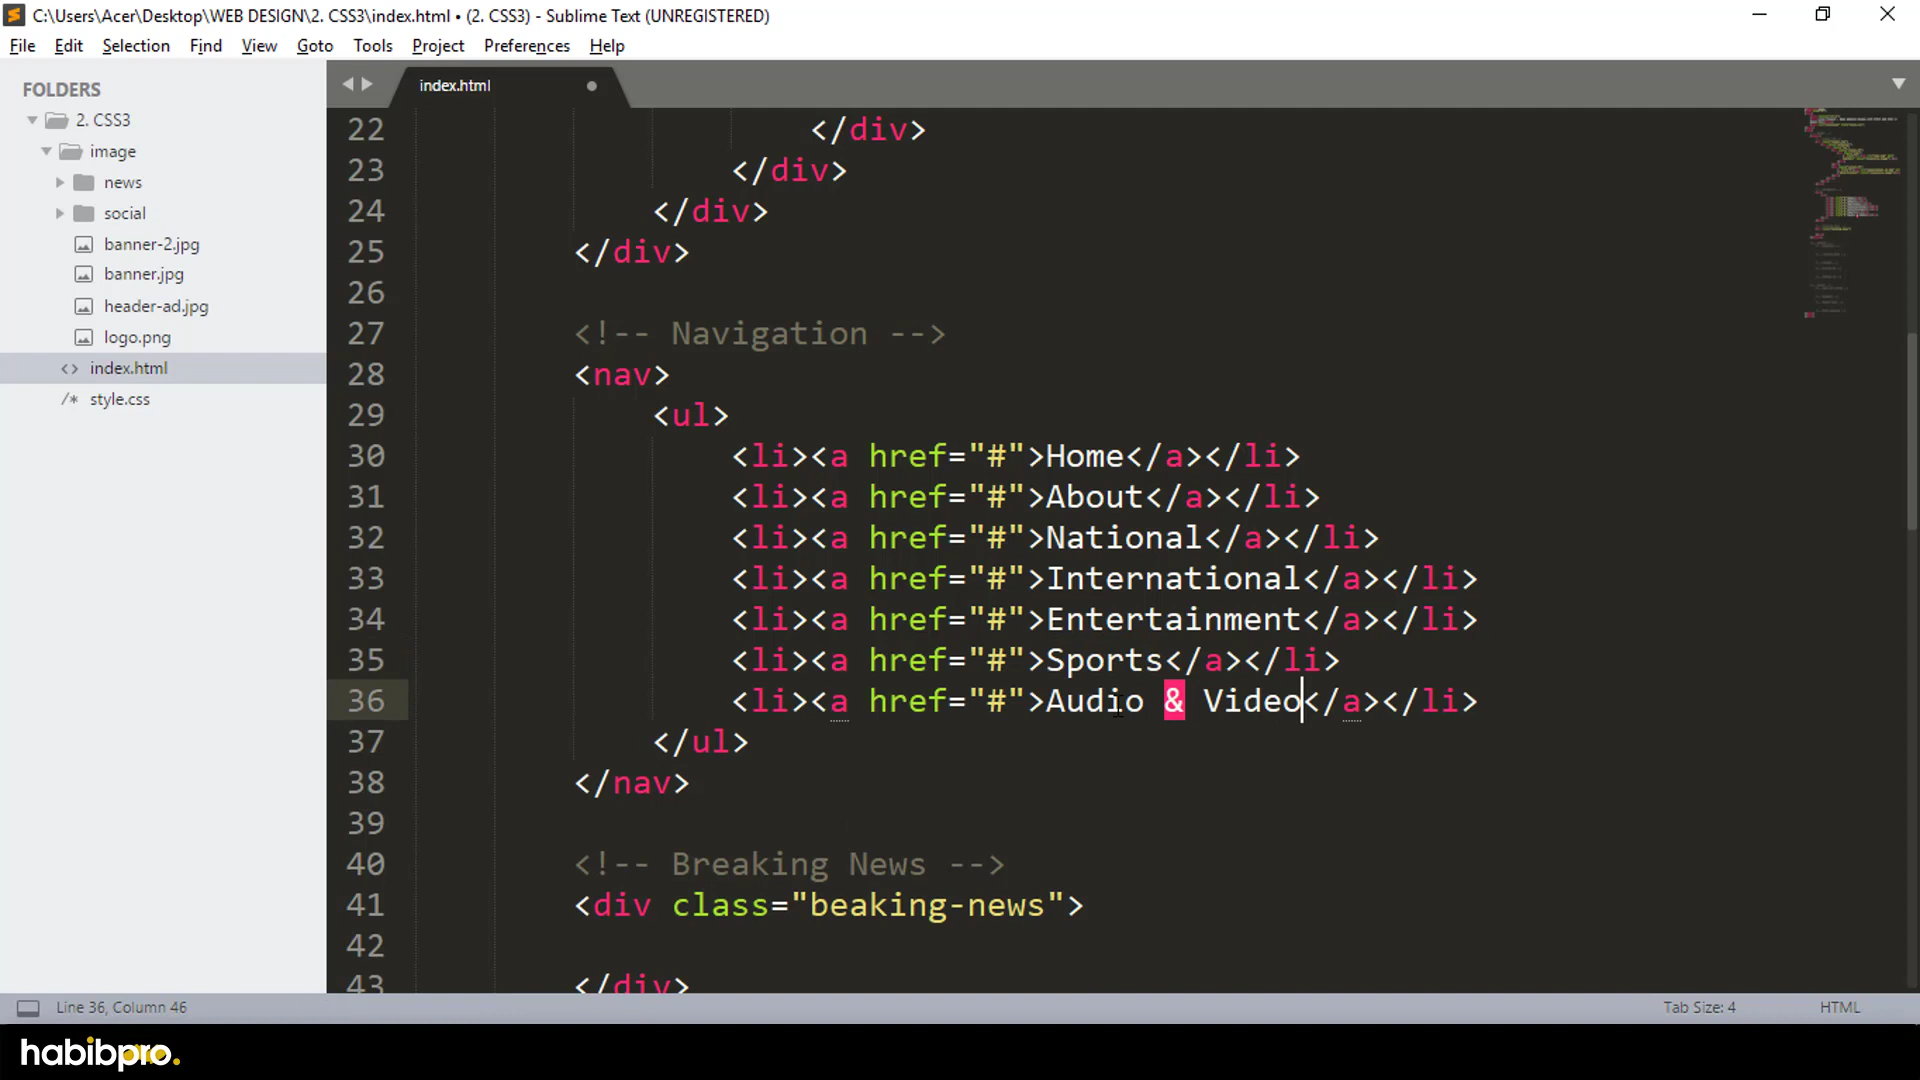 C:\Users\Acer\Desktop\WEB DESIGN\2. CSS3\index.html • (2. CSS3) - Sublime Text (UNREGISTERED)
File Edit Selection Find View Goto Tools Project Preferences Help
FOLDERS
2. CSS3
image
news
social
banner-2.jpg
banner.jpg
header-ad.jpg
logo.png
<> index.html
/* style.css
index.html
22 </div>
23 </div>
24 </div>
25 </div>
26
27 <!-- Navigation -->
28 <nav>
29 <ul>
30 <li><a href="#">Home</a></li>
31 <li><a href="#">About</a></li>
32 <li><a href="#">National</a></li>
33 <li><a href="#">International</a></li>
34 <li><a href="#">Entertainment</a></li>
35 <li><a href="#">Sports</a></li>
36 <li><a href="#">Audio & Video</a></li>
37 </ul>
38 </nav>
39
40 <!-- Breaking News -->
41 <div class="beaking-news">
42
43 </div>
Line 36, Column 46
Tab Size: 4
HTML
habibpro.